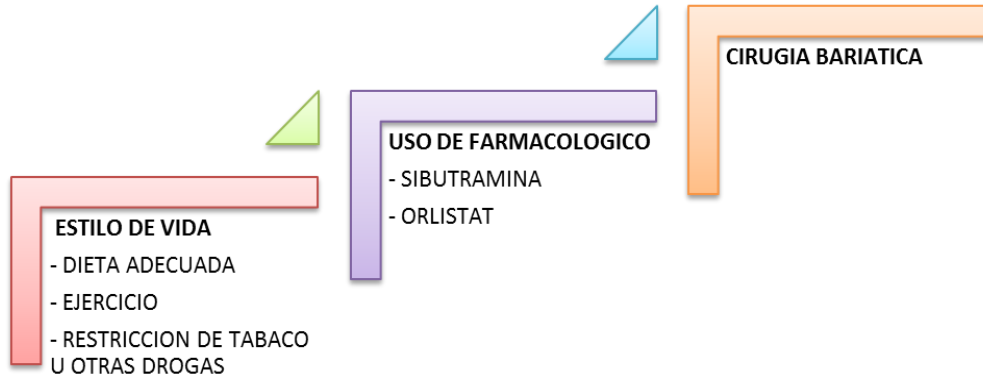 ESTILO DE VIDA
- DIETA ADECUADA
- EJERCICIO
- RESTRICCION DE TABACO
U OTRAS DROGAS
USO DE FARMACOLOGICO
- SIBUTRAMINA
- ORLISTAT
CIRUGIA BARIATICA